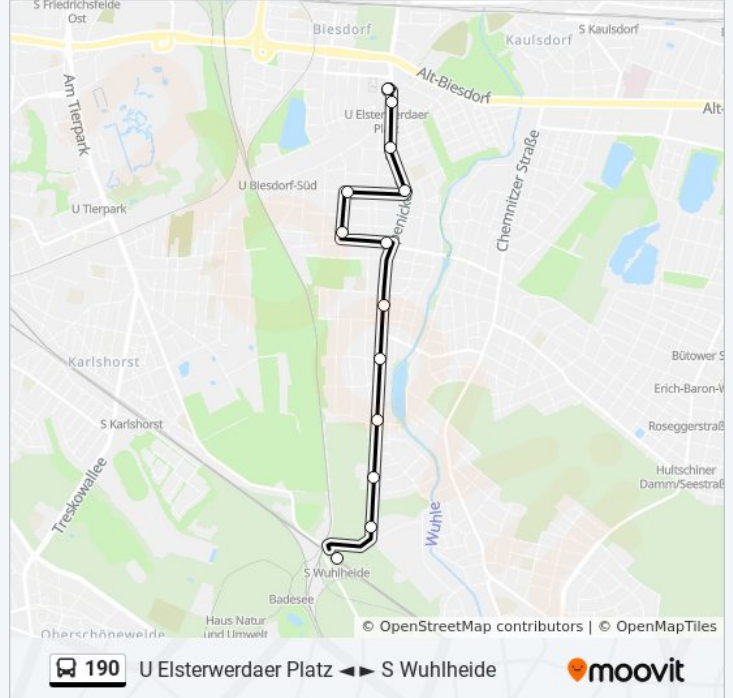 S Friedrichsfelde
Ost
Biesdorf
S Kaulsdorf
Kaulsdorf
Alt-Biesdorf
Alt-
Am Tierpark
U Elsterwerdaer
Chemnitzer Straße
U Biesdorf-Süd
U Tierpark
Karlshorst
Bütower S
Erich-Baron-
S Karlshorst
Roseggerstraß
Hultschiner
Damm/Seestraß
Treskowallee
Wuhle
S Wuhlheide
Badesee
Haus Natur
und Umwelt
Oberschöneweide
© OpenStreetMap contributors | © OpenMapTiles
190 U Elsterwerdaer Platz ◄► S Wuhlheide
moovit